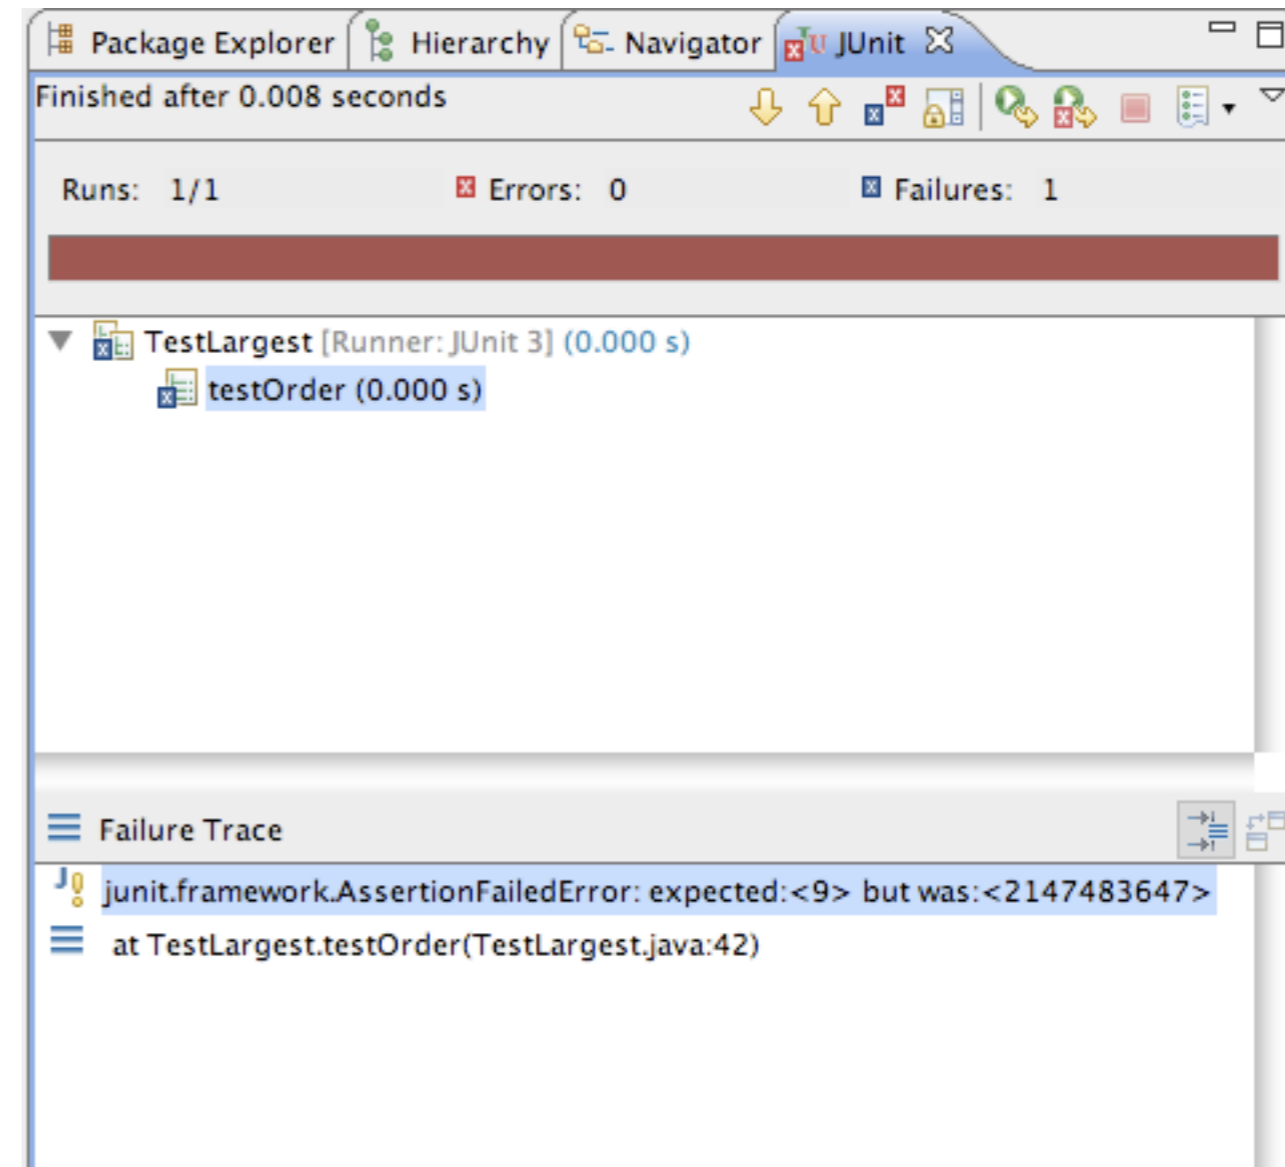 Package Explorer Hierarchy Navigator JUnit
Finished after 0.008 seconds
Runs: 1/1 Errors: 0 Failures: 1
TestLargest [Runner: JUnit 3] (0.000 s)
testOrder (0.000 s)
Failure Trace
junit.framework.AssertionFailedError: expected:<9> but was:<2147483647>
at TestLargest.testOrder(TestLargest.java:42)